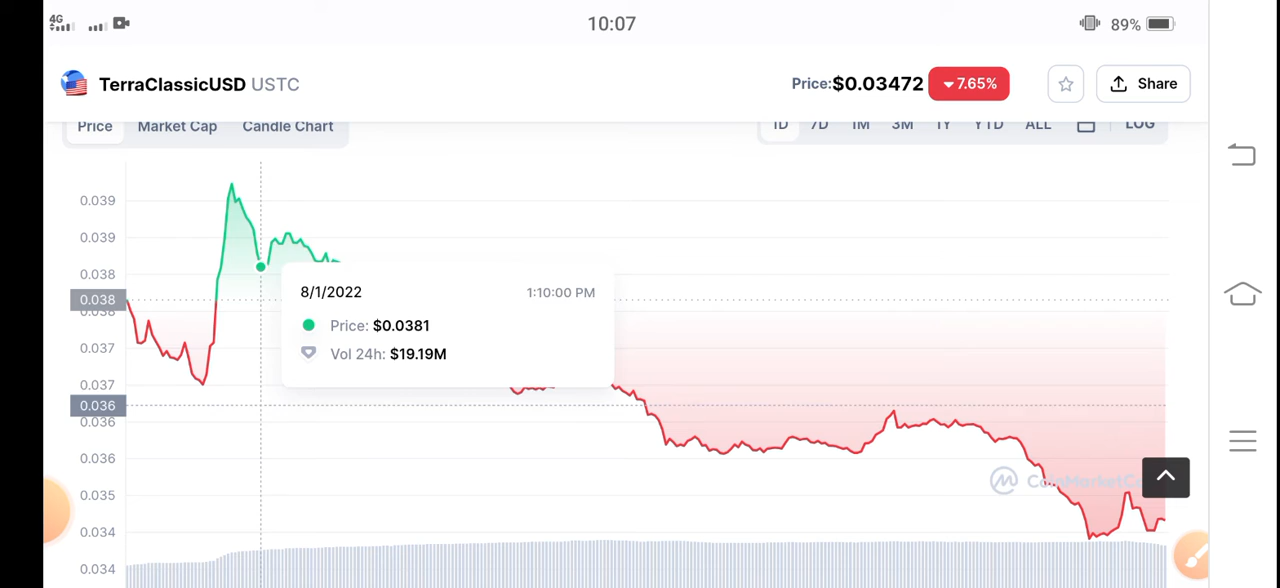 4G
10:07
89%
TerraClassicUSD USTC
Price:$0.03472
7.65%
Share
Price
Market Cap
Candle Chart
1D
7D
1M
3M
1Y
YTD
ALL
LOG
0.039
0.039
0.038
0.038
0.038
0.037
0.037
0.036
0.036
0.036
0.035
0.034
0.034
8/1/2022
1:10:00 PM
Price: $0.0381
Vol 24h: $19.19M